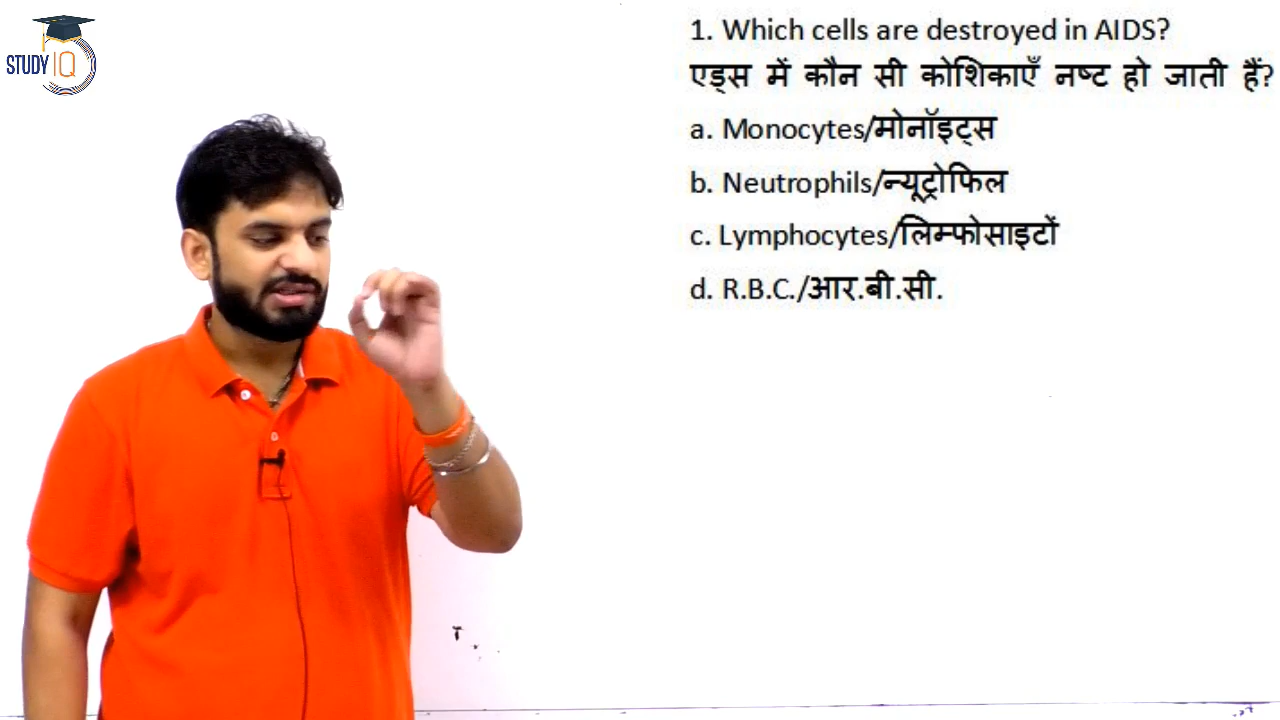 STUDY IQ
1. Which cells are destroyed in AIDS?
एड्स में कौन सी कोशिकाएँ नष्ट हो जाती हैं?
a. Monocytes/मोनॉइट्स
b. Neutrophils/न्यूट्रोफिल
c. Lymphocytes/लिम्फोसाइटों
d. R.B.C./आर.बी.सी.